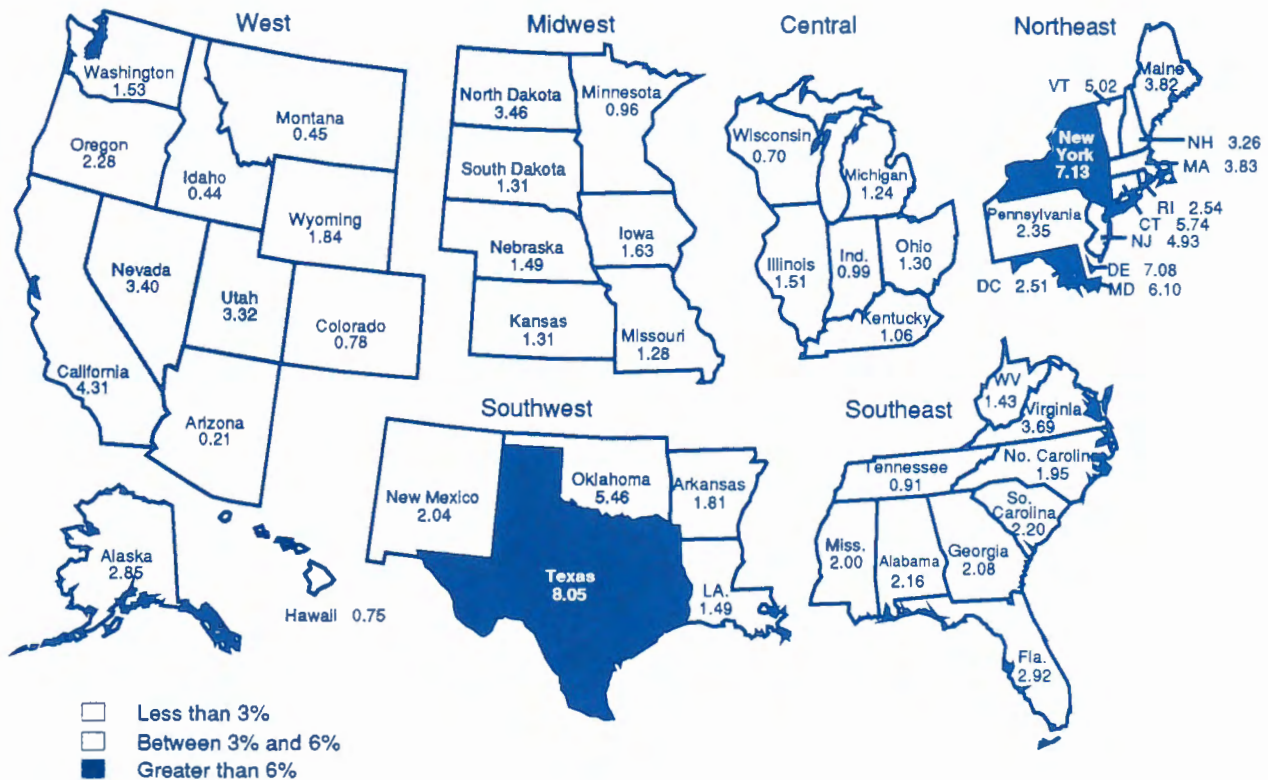 West
Washington
1.53
Montana
0.45
Oregon
2.28
Idaho
0.44
Wyoming
1.84
Nevada
3.40
Utah
3.32
Colorado
0.78
California
4.31
Arizona
0.21
Alaska
2.85
Hawaii 0.75
Midwest
North Dakota
3.46
Minnesota
0.96
South Dakota
1.31
Nebraska
1.49
Iowa
1.63
Kansas
1.31
Missouri
1.28
Central
Wisconsin
0.70
Michigan
1.24
Illinois
1.51
Ind.
0.99
Ohio
1.30
Kentucky
1.06
Northeast
Maine
3.82
VT 5.02
New
York
7.13
NH 3.26
MA 3.83
RI 2.54
CT 5.74
NJ 4.93
Pennsylvania
2.35
DE 7.08
MD 6.10
DC 2.51
Southwest
New Mexico
2.04
Oklahoma
5.46
Arkansas
1.81
Texas
8.05
LA.
1.49
Southeast
WV
1.43
Virginia
3.69
Tennessee
0.91
No. Carolina
1.95
So.
Carolina
2.20
Miss.
2.00
Alabama
2.16
Georgia
2.08
Fla.
2.92
Less than 3%
Between 3% and 6%
Greater than 6%